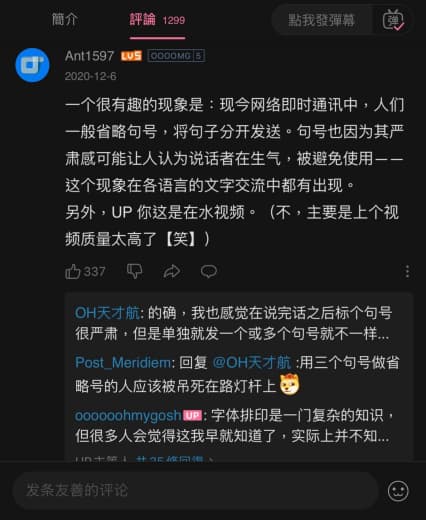 簡介
評論 1299
點我發彈幕
弹
Ant1597 LV5 OOOOMG 5
2020-12-6
一个很有趣的现象是：现今网络即时通讯中，人们
一般省略句号，将句子分开发送。句号也因为其严
肃感可能让人认为说话者在生气，被避免使用——
这个现象在各语言的文字交流中都有出现。
另外，UP 你这是在水视频。（不，主要是上个视
频质量太高了【笑】）
337
OH天才航: 的确，我也感觉在说完话之后标个句号
很严肃，但是单独就发一个或多个句号就不一样...
Post_Meridiem: 回复 @OH天才航 :用三个句号做省
略号的人应该被吊死在路灯杆上
oooooohmygosh UP : 字体排印是一门复杂的知识，
但很多人会觉得这我早就知道了，实际上并不知...
发条友善的评论